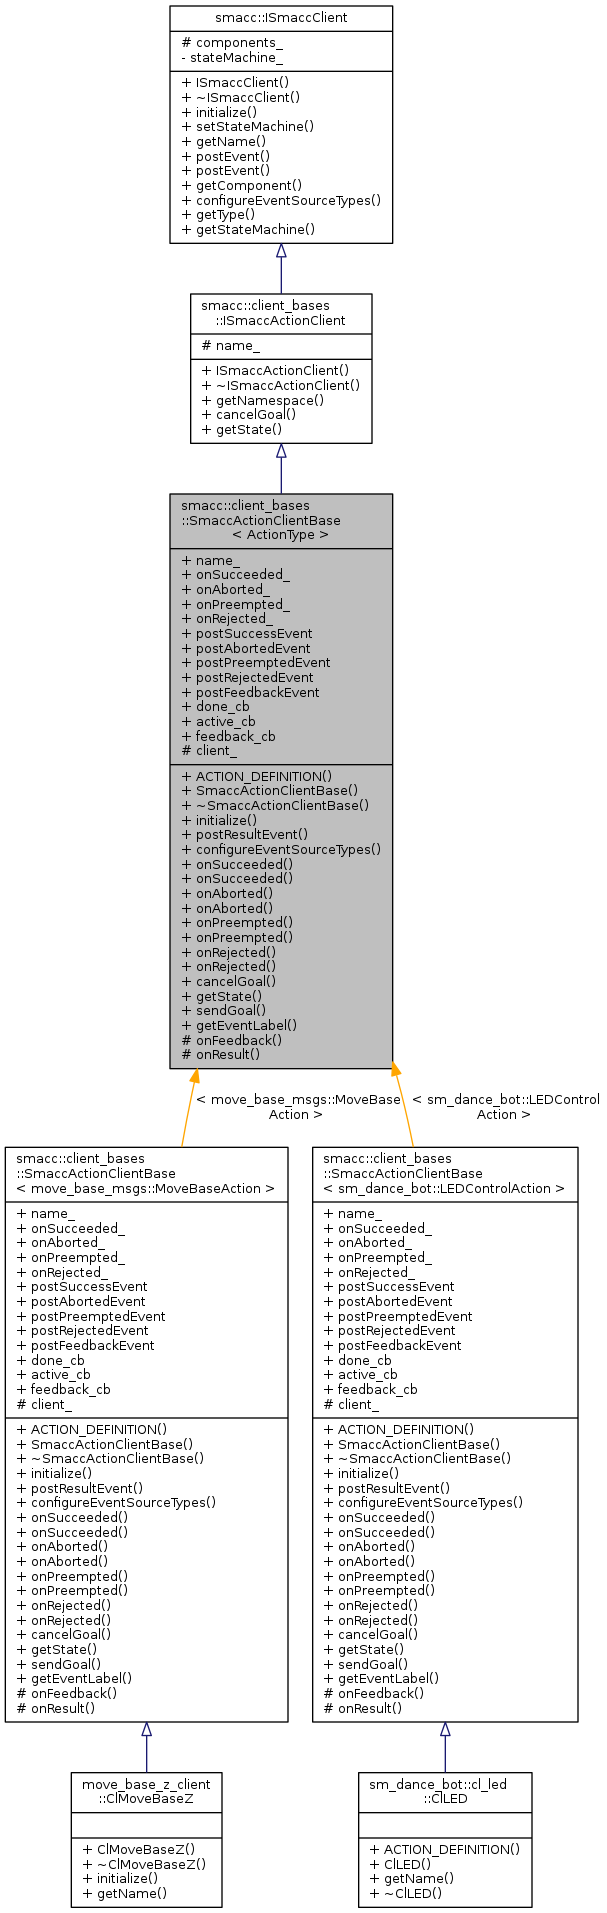 smacc::ISmaccClient
# components_
- stateMachine_
+ ISmaccClient()
+ ~ISmaccClient()
+ initialize()
+ setStateMachine()
+ getName()
+ postEvent()
+ postEvent()
+ getComponent()
+ configureEventSourceTypes()
+ getType()
+ getStateMachine()
smacc::client_bases
::ISmaccActionClient
# name_
+ ISmaccActionClient()
+ ~ISmaccActionClient()
+ getNamespace()
+ cancelGoal()
+ getState()
smacc::client_bases
::SmaccActionClientBase
< ActionType >
+ name_
+ onSucceeded_
+ onAborted_
+ onPreempted_
+ onRejected_
+ postSuccessEvent
+ postAbortedEvent
+ postPreemptedEvent
+ postRejectedEvent
+ postFeedbackEvent
+ done_cb
+ active_cb
+ feedback_cb
# client_
+ ACTION_DEFINITION()
+ SmaccActionClientBase()
+ ~SmaccActionClientBase()
+ initialize()
+ postResultEvent()
+ configureEventSourceTypes()
+ onSucceeded()
+ onSucceeded()
+ onAborted()
+ onAborted()
+ onPreempted()
+ onPreempted()
+ onRejected()
+ onRejected()
+ cancelGoal()
+ getState()
+ sendGoal()
+ getEventLabel()
# onFeedback()
# onResult()
< move_base_msgs::MoveBase
Action >
< sm_dance_bot::LEDControl
Action >
smacc::client_bases
::SmaccActionClientBase
< move_base_msgs::MoveBaseAction >
+ name_
+ onSucceeded_
+ onAborted_
+ onPreempted_
+ onRejected_
+ postSuccessEvent
+ postAbortedEvent
+ postPreemptedEvent
+ postRejectedEvent
+ postFeedbackEvent
+ done_cb
+ active_cb
+ feedback_cb
# client_
+ ACTION_DEFINITION()
+ SmaccActionClientBase()
+ ~SmaccActionClientBase()
+ initialize()
+ postResultEvent()
+ configureEventSourceTypes()
+ onSucceeded()
+ onSucceeded()
+ onAborted()
+ onAborted()
+ onPreempted()
+ onPreempted()
+ onRejected()
+ onRejected()
+ cancelGoal()
+ getState()
+ sendGoal()
+ getEventLabel()
# onFeedback()
# onResult()
smacc::client_bases
::SmaccActionClientBase
< sm_dance_bot::LEDControlAction >
+ name_
+ onSucceeded_
+ onAborted_
+ onPreempted_
+ onRejected_
+ postSuccessEvent
+ postAbortedEvent
+ postPreemptedEvent
+ postRejectedEvent
+ postFeedbackEvent
+ done_cb
+ active_cb
+ feedback_cb
# client_
+ ACTION_DEFINITION()
+ SmaccActionClientBase()
+ ~SmaccActionClientBase()
+ initialize()
+ postResultEvent()
+ configureEventSourceTypes()
+ onSucceeded()
+ onSucceeded()
+ onAborted()
+ onAborted()
+ onPreempted()
+ onPreempted()
+ onRejected()
+ onRejected()
+ cancelGoal()
+ getState()
+ sendGoal()
+ getEventLabel()
# onFeedback()
# onResult()
move_base_z_client
::ClMoveBaseZ
+ ClMoveBaseZ()
+ ~ClMoveBaseZ()
+ initialize()
+ getName()
sm_dance_bot::cl_led
::ClLED
+ ACTION_DEFINITION()
+ ClLED()
+ getName()
+ ~ClLED()